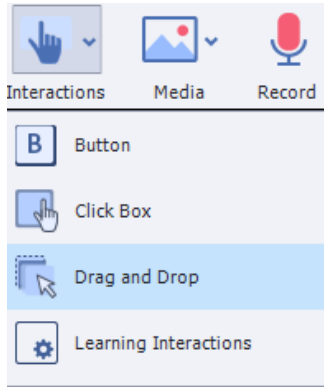 Interactions Media Record
B Button
Click Box
Drag and Drop
Learning Interactions